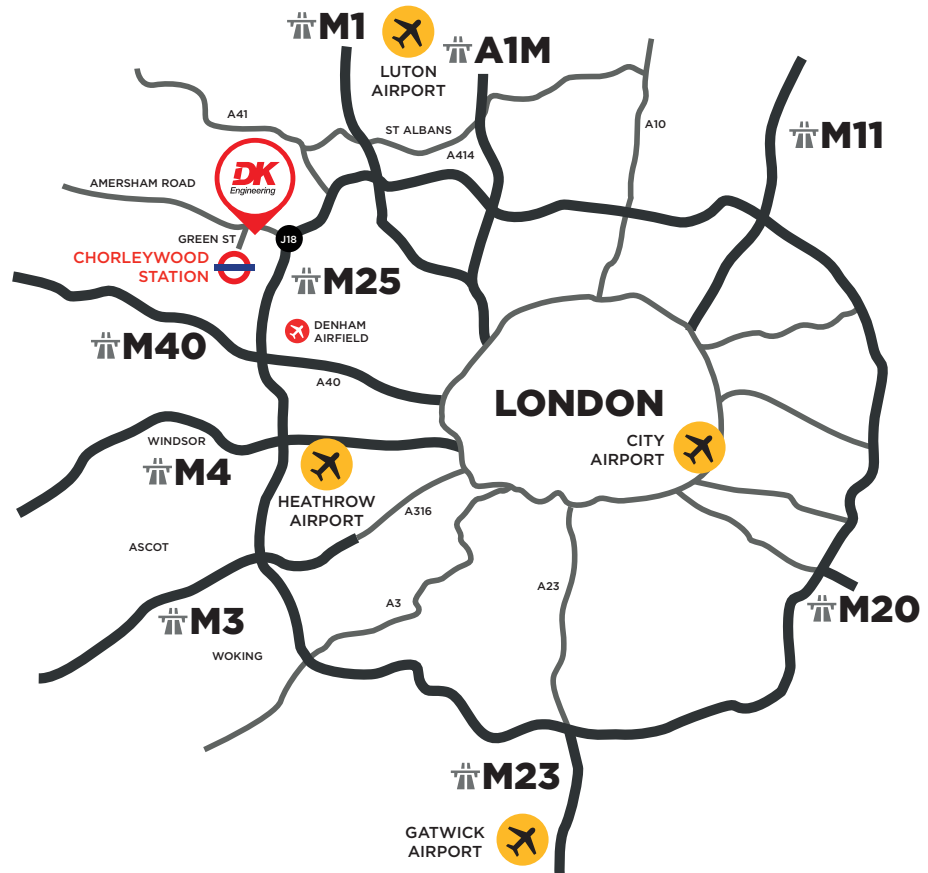 M1
LUTON
AIRPORT
A1M
A41
ST ALBANS
A10
M11
A414
DK
Engineering
AMERSHAM ROAD
GREEN ST
J18
CHORLEYWOOD
STATION
M25
DENHAM
AIRFIELD
M40
A40
LONDON
CITY
AIRPORT
WINDSOR
M4
HEATHROW
AIRPORT
A316
ASCOT
A3
A23
M20
M3
WOKING
M23
GATWICK
AIRPORT